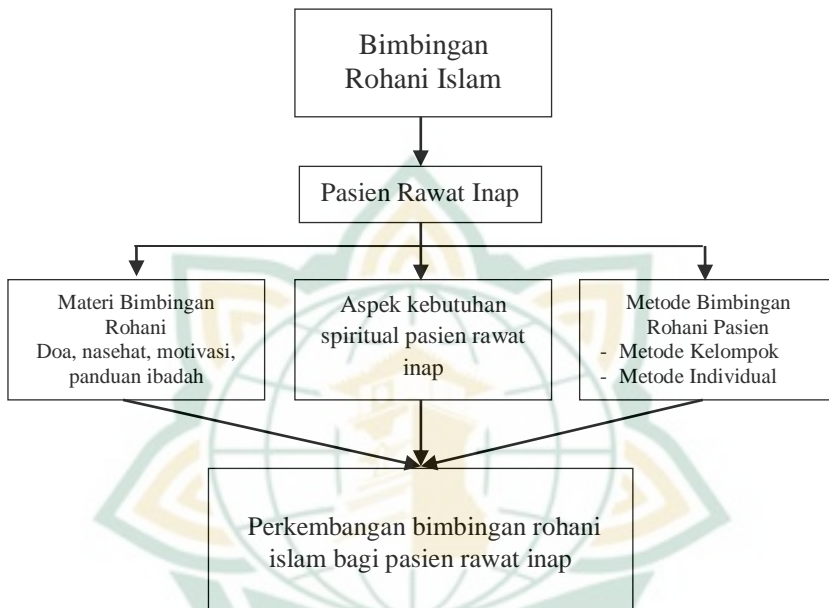 Bimbingan
Rohani Islam
Pasien Rawat Inap
Materi Bimbingan
Rohani
Doa, nasehat, motivasi,
panduan ibadah
Aspek kebutuhan
spiritual pasien rawat
inap
Metode Bimbingan
Rohani Pasien
- Metode Kelompok
- Metode Individual
Perkembangan bimbingan rohani
islam bagi pasien rawat inap